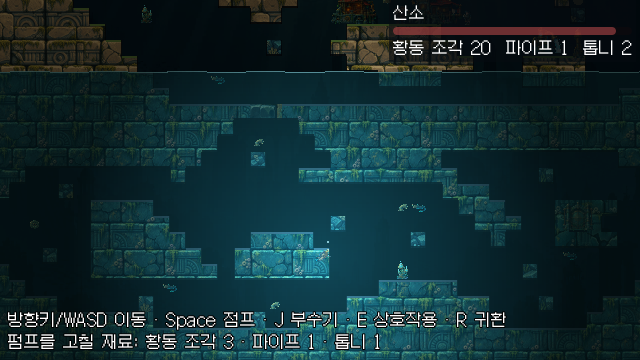 산소
황동 조각 20 파이프 1 톱니 2
방향키/WASD 이동 · Space 점프 · J 부수기 · E 상호작용 · R 귀환
펌프를 고칠 재료: 황동 조각 3 · 파이프 1 · 톱니 1